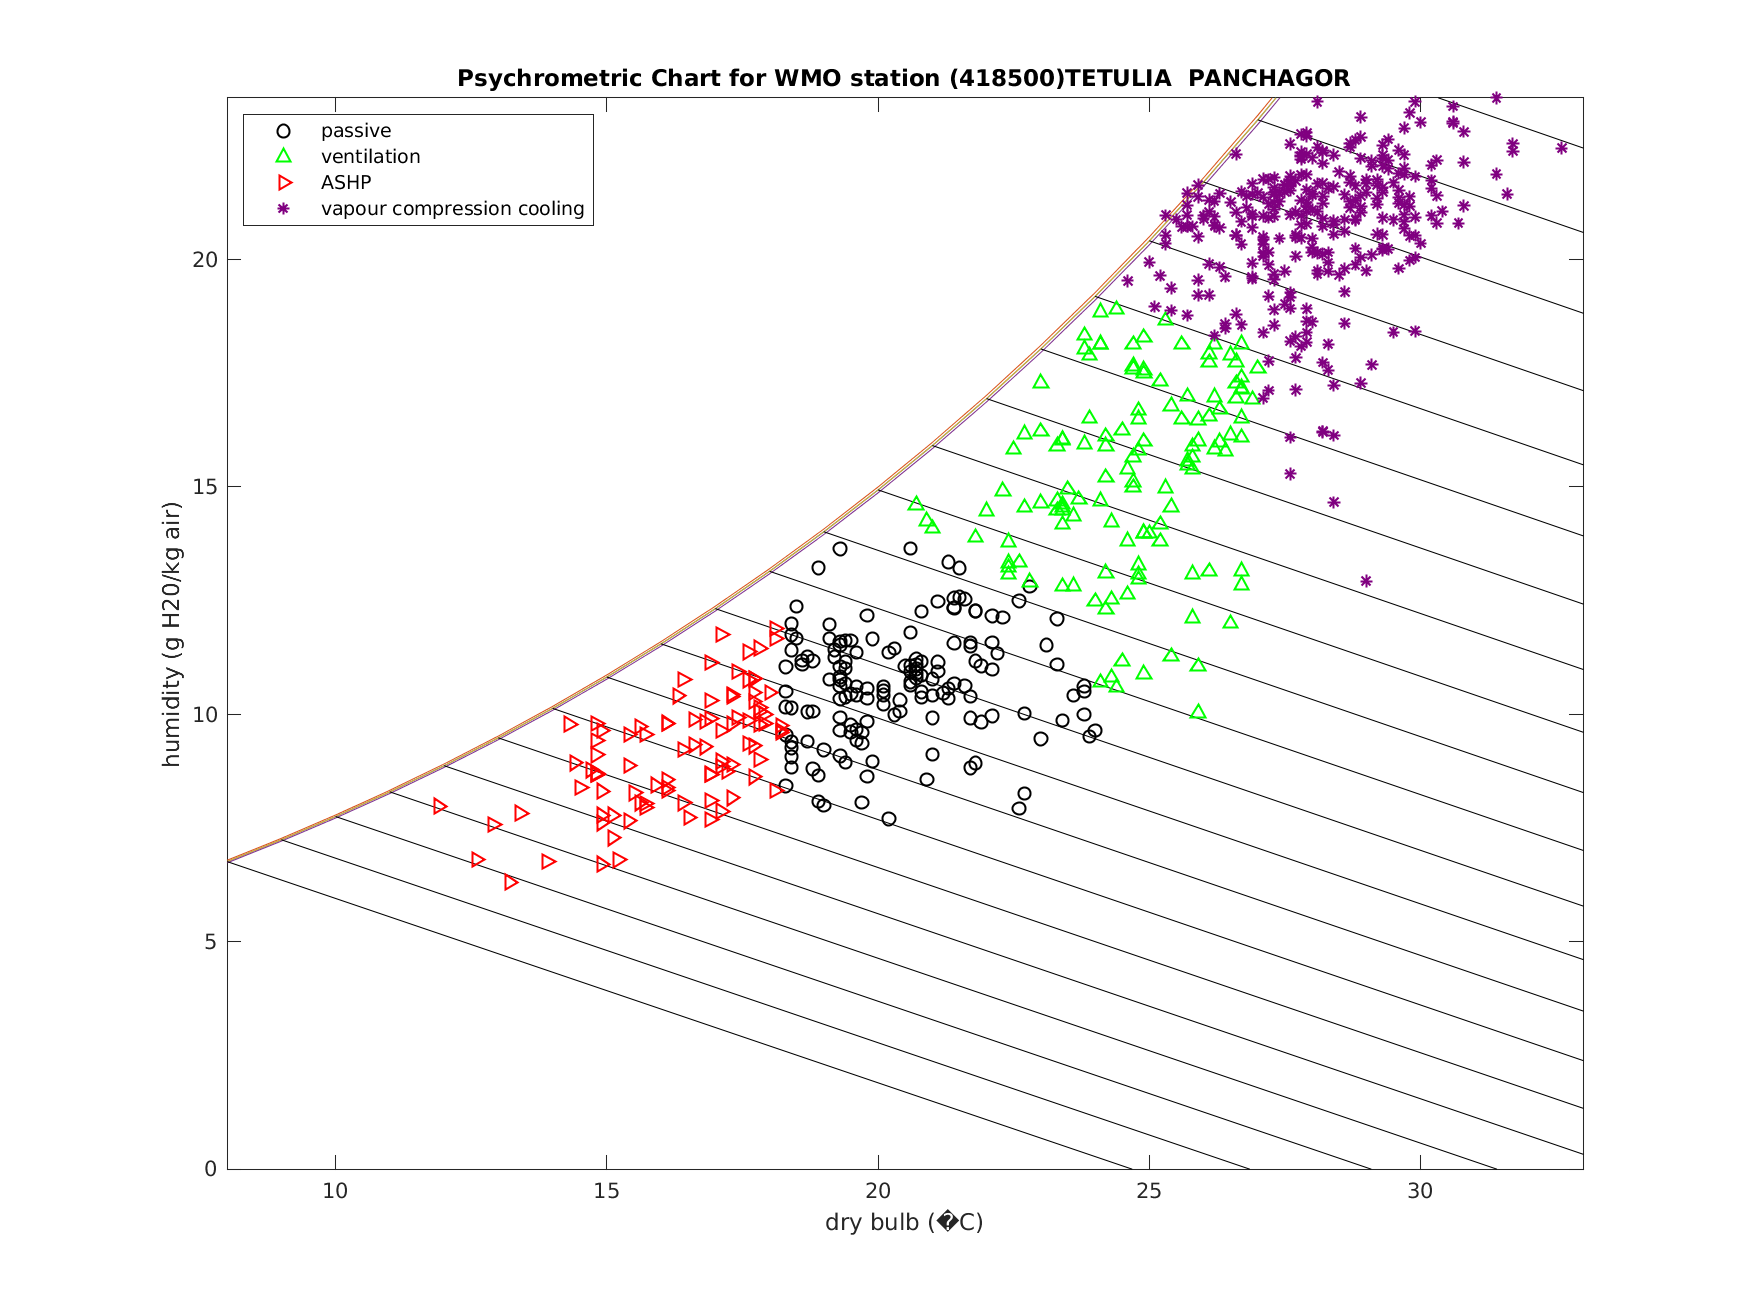 Psychrometric Chart for WMO station (418500)TETULIA  PANCHAGOR
passive
ventilation
ASHP
vapour compression cooling
20
15
10
5
0
humidity (g H20/kg air)
10
15
20
25
30
dry bulb (�C)